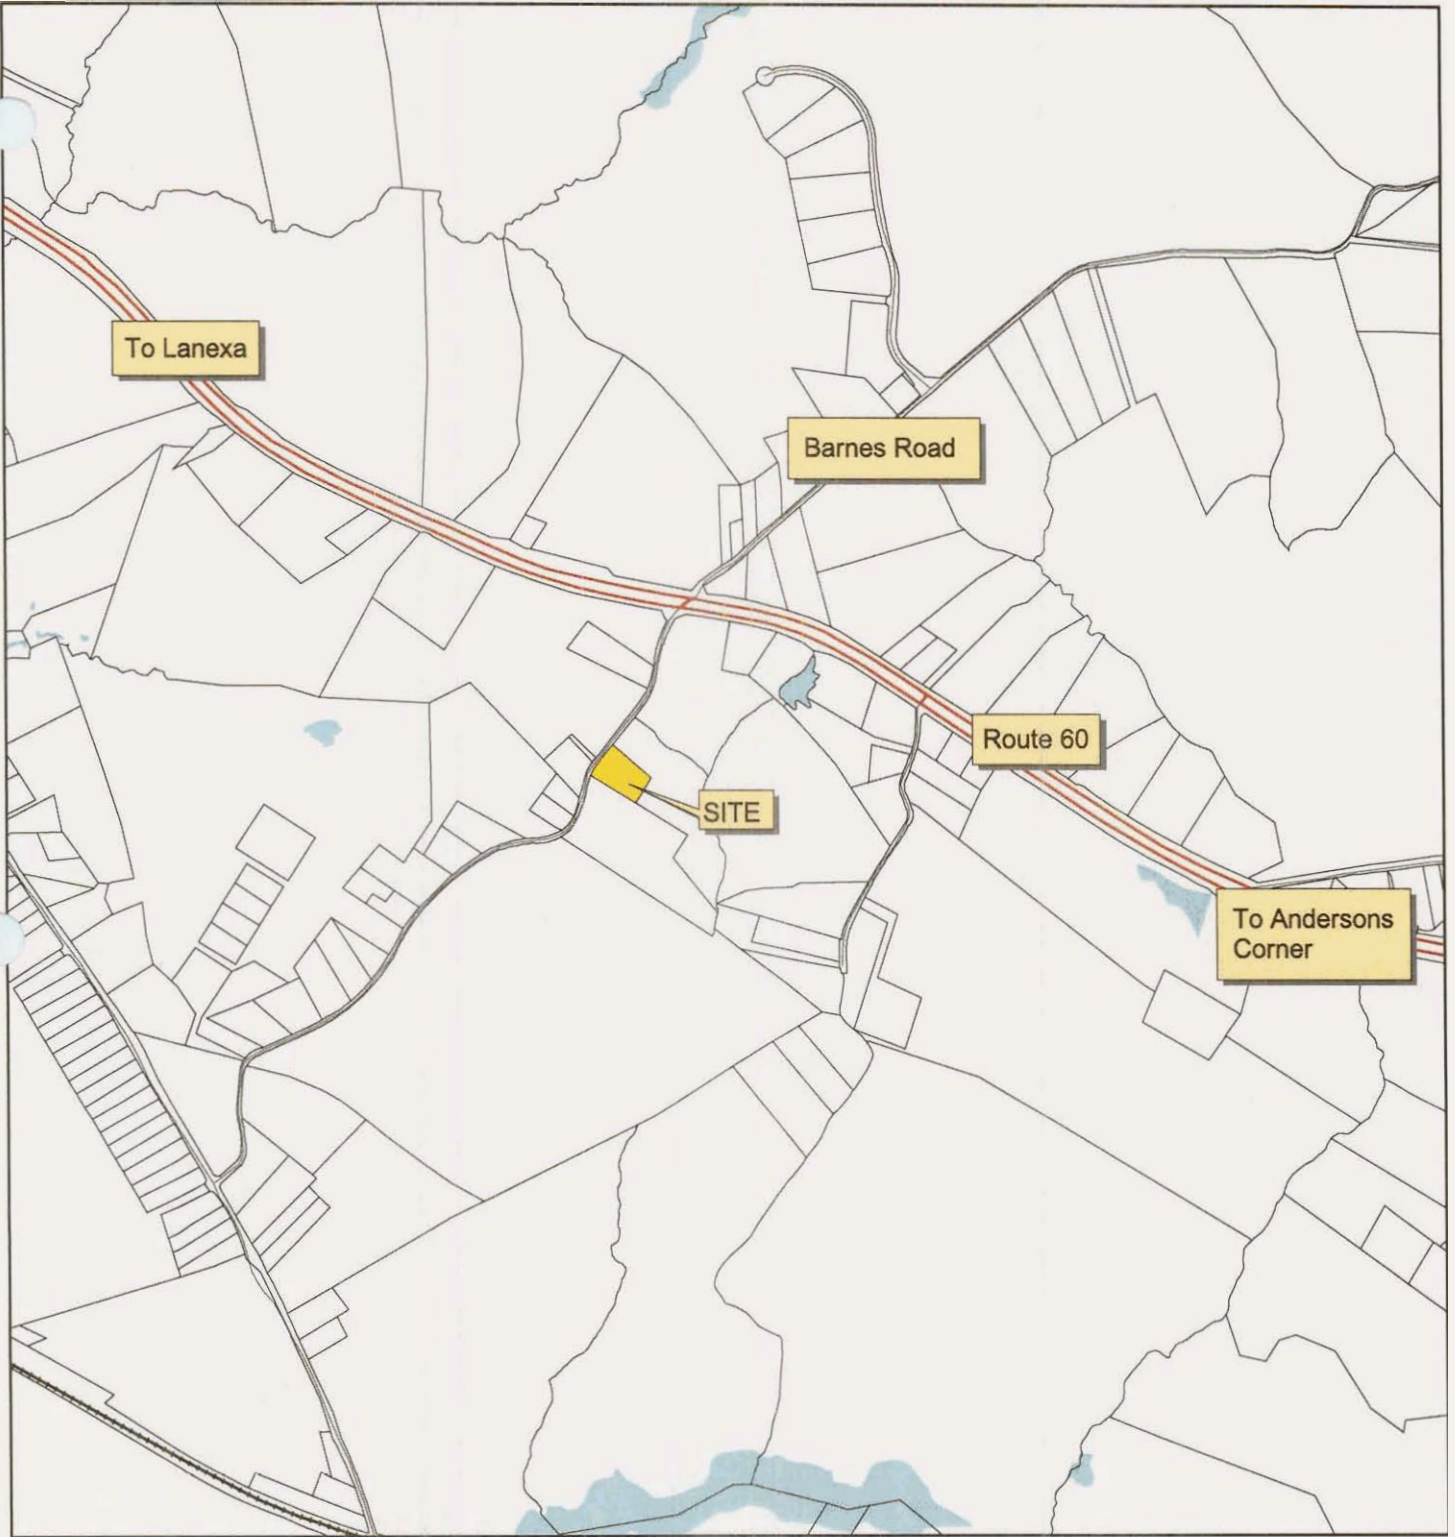 To Lanexa
Barnes Road
Route 60
SITE
To Andersons
Corner